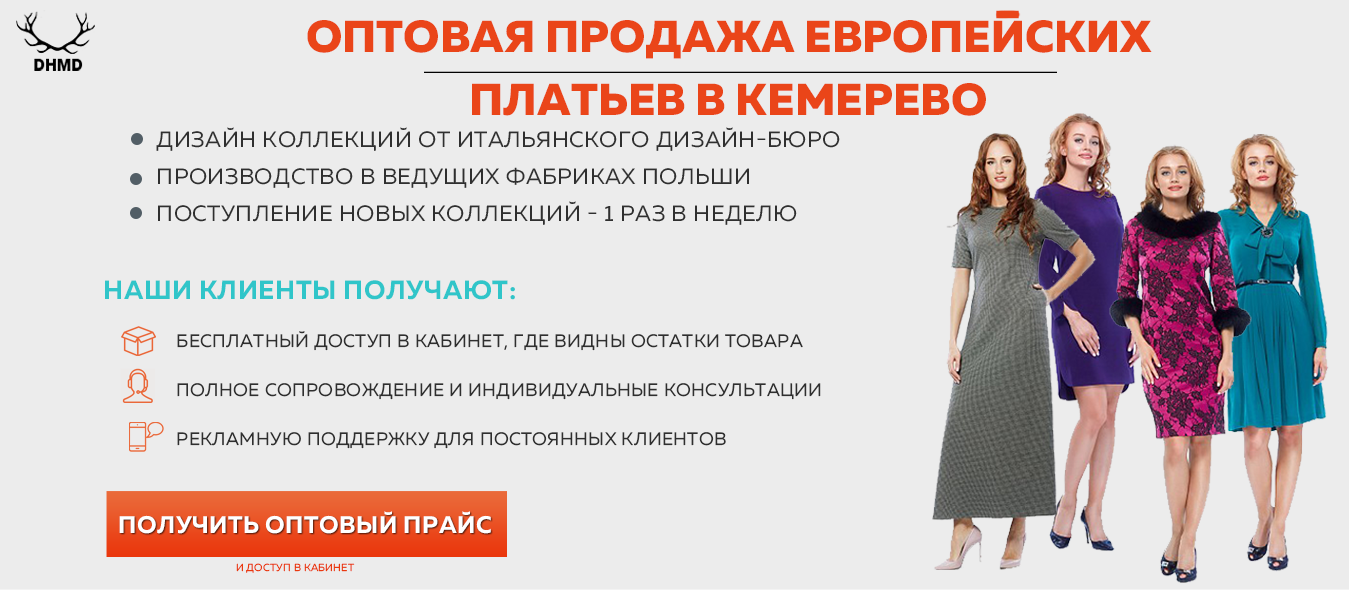 DHMD
ОПТОВАЯ ПРОДАЖА ЕВРОПЕЙСКИХ
ПЛАТЬЕВ В КЕМЕРЕВО
ДИЗАЙН КОЛЛЕКЦИЙ ОТ ИТАЛЬЯНСКОГО ДИЗАЙН-БЮРО
ПРОИЗВОДСТВО В ВЕДУЩИХ ФАБРИКАХ ПОЛЬШИ
ПОСТУПЛЕНИЕ НОВЫХ КОЛЛЕКЦИЙ - 1 РАЗ В НЕДЕЛЮ
НАШИ КЛИЕНТЫ ПОЛУЧАЮТ:
БЕСПЛАТНЫЙ ДОСТУП В КАБИНЕТ, ГДЕ ВИДНЫ ОСТАТКИ ТОВАРА
ПОЛНОЕ СОПРОВОЖДЕНИЕ И ИНДИВИДУАЛЬНЫЕ КОНСУЛЬТАЦИИ
РЕКЛАМНУЮ ПОДДЕРЖКУ ДЛЯ ПОСТОЯННЫХ КЛИЕНТОВ
ПОЛУЧИТЬ ОПТОВЫЙ ПРАЙС
И ДОСТУП В КАБИНЕТ